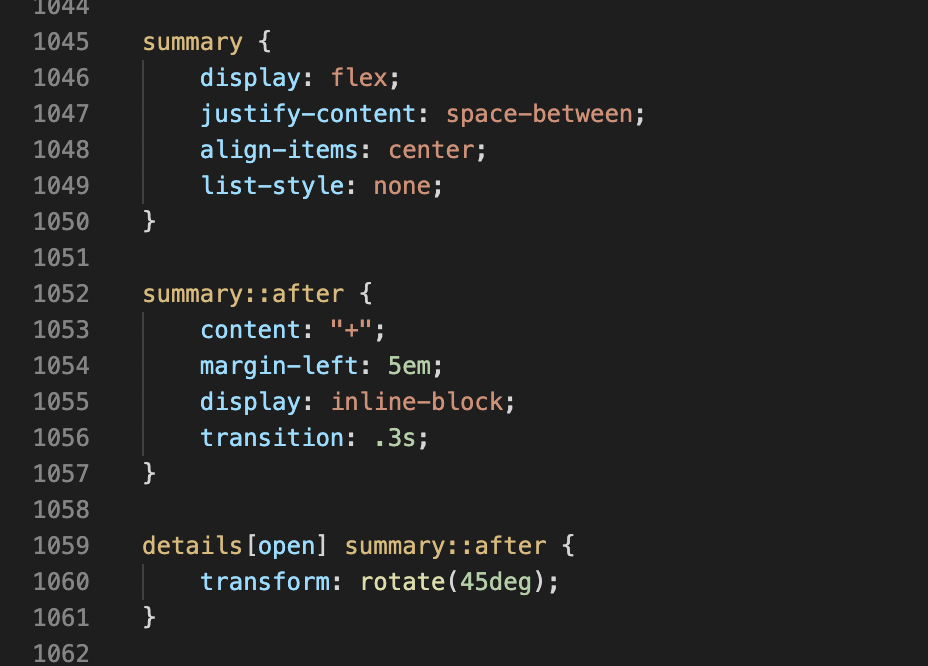 1044
1045 summary {
1046 display: flex;
1047 justify-content: space-between;
1048 align-items: center;
1049 list-style: none;
1050 }
1051
1052 summary::after {
1053 content: "+";
1054 margin-left: 5em;
1055 display: inline-block;
1056 transition: .3s;
1057 }
1058
1059 details[open] summary::after {
1060 transform: rotate(45deg);
1061 }
1062